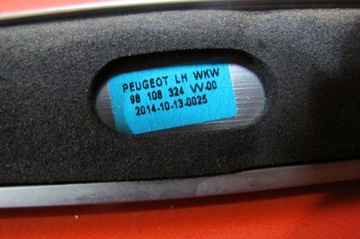 PEUGEOT LH WKW
98 108 324 VV-00
2014-10-13-0025